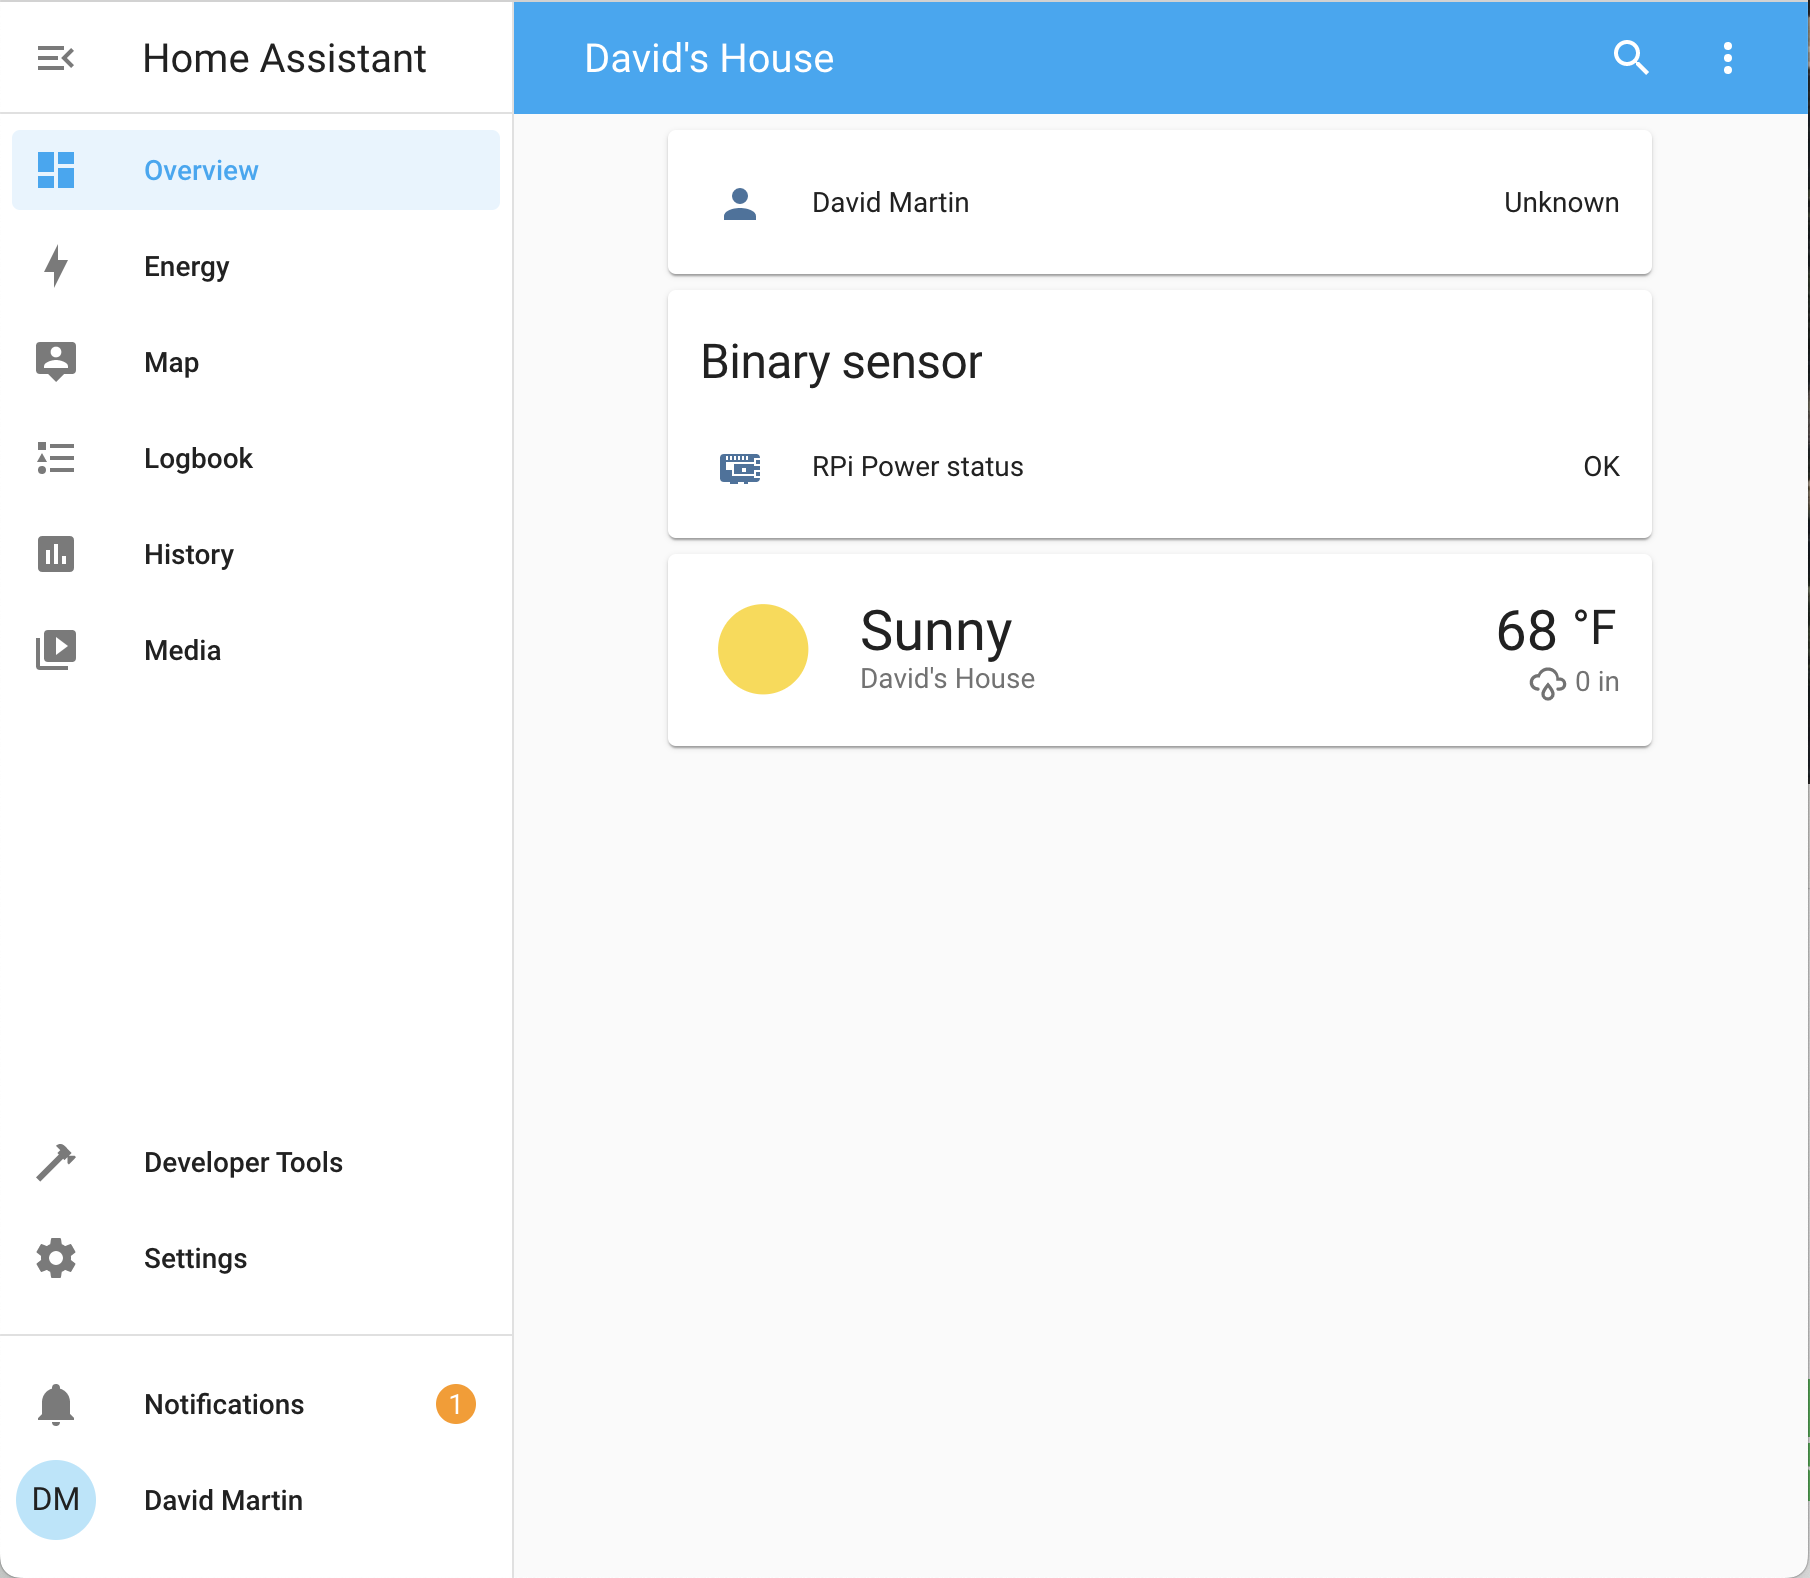 Home Assistant
David's House
Overview
Energy
Map
Logbook
History
Media
Developer Tools
Settings
Notifications 1
DM David Martin
David Martin Unknown
Binary sensor
RPi Power status OK
Sunny 68 °F
David's House 0 in